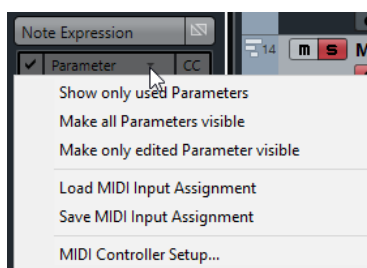 Note Expression
14 m S M
Parameter CC
Show only used Parameters
Make all Parameters visible
Make only edited Parameter visible
Load MIDI Input Assignment
Save MIDI Input Assignment
MIDI Controller Setup...